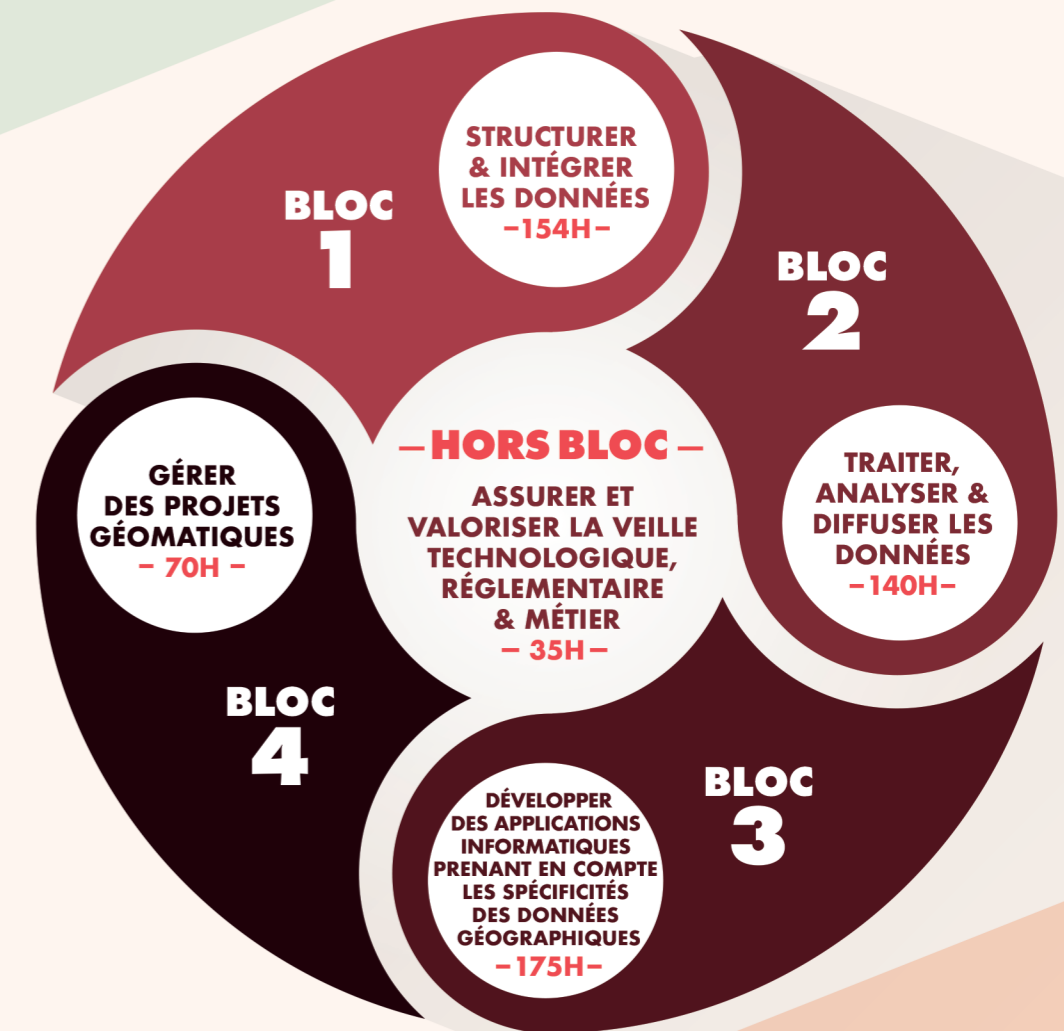 BLOC
1
STRUCTURER
& INTÉGRER
LES DONNÉES
–154H–
BLOC
2
TRAITER,
ANALYSER &
DIFFUSER LES
DONNÉES
–140H–
BLOC
3
DÉVELOPPER
DES APPLICATIONS
INFORMATIQUES
PRENANT EN COMPTE
LES SPÉCIFICITÉS
DES DONNÉES
GÉOGRAPHIQUES
–175H–
BLOC
4
GÉRER
DES PROJETS
GÉOMATIQUES
– 70H –
– HORS BLOC –
ASSURER ET
VALORISER LA VEILLE
TECHNOLOGIQUE,
RÉGLEMENTAIRE
& MÉTIER
– 35H –